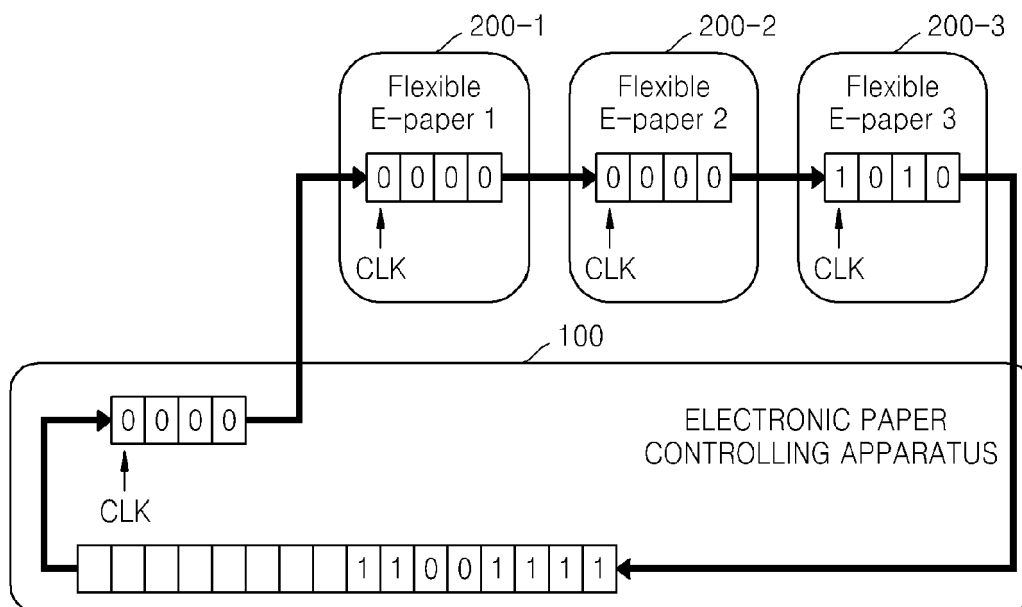 200-1
200-2
200-3
Flexible
E-paper 1
Flexible
E-paper 2
Flexible
E-paper 3
0 0 0 0
0 0 0 0
1 0 1 0
CLK
CLK
CLK
100
0 0 0 0
ELECTRONIC PAPER
CONTROLLING APPARATUS
CLK
1 1 0 0 1 1 1 1